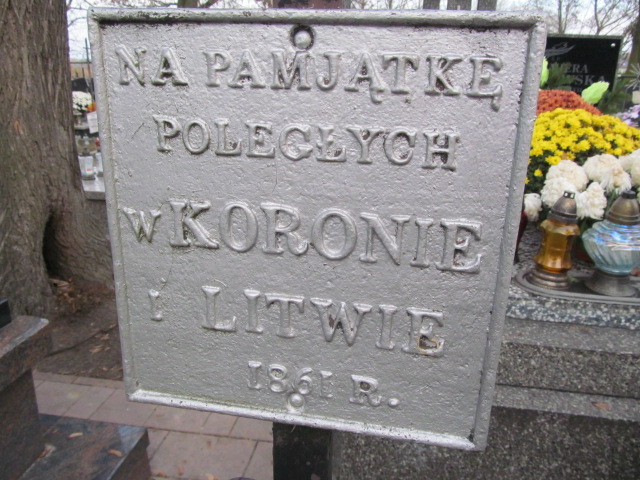 NA PAMJĄTKĘ
POLEGŁYCH
W KORONIE
I LITWIE
1861 R.